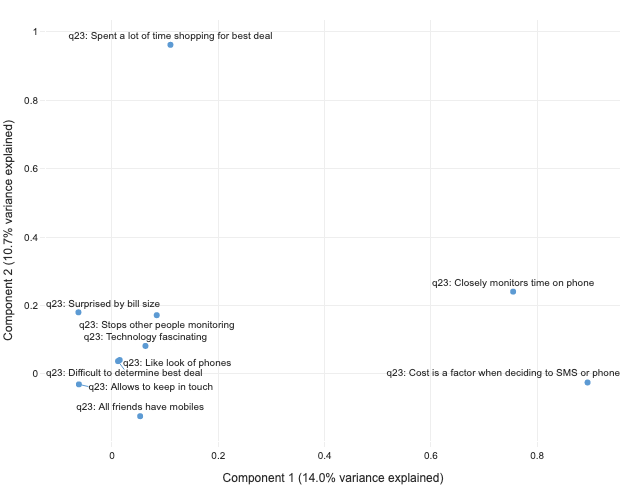 1
q23: Spent a lot of time shopping for best deal
0.8
0.6
0.4
Component 2 (10.7% variance explained)
q23: Closely monitors time on phone
0.2
q23: Surprised by bill size
q23: Stops other people monitoring
q23: Technology fascinating
q23: Like look of phones
0
q23: Difficult to determine best deal
q23: Cost is a factor when deciding to SMS or phone
q23: Allows to keep in touch
q23: All friends have mobiles
0
0.2
0.4
0.6
0.8
Component 1 (14.0% variance explained)